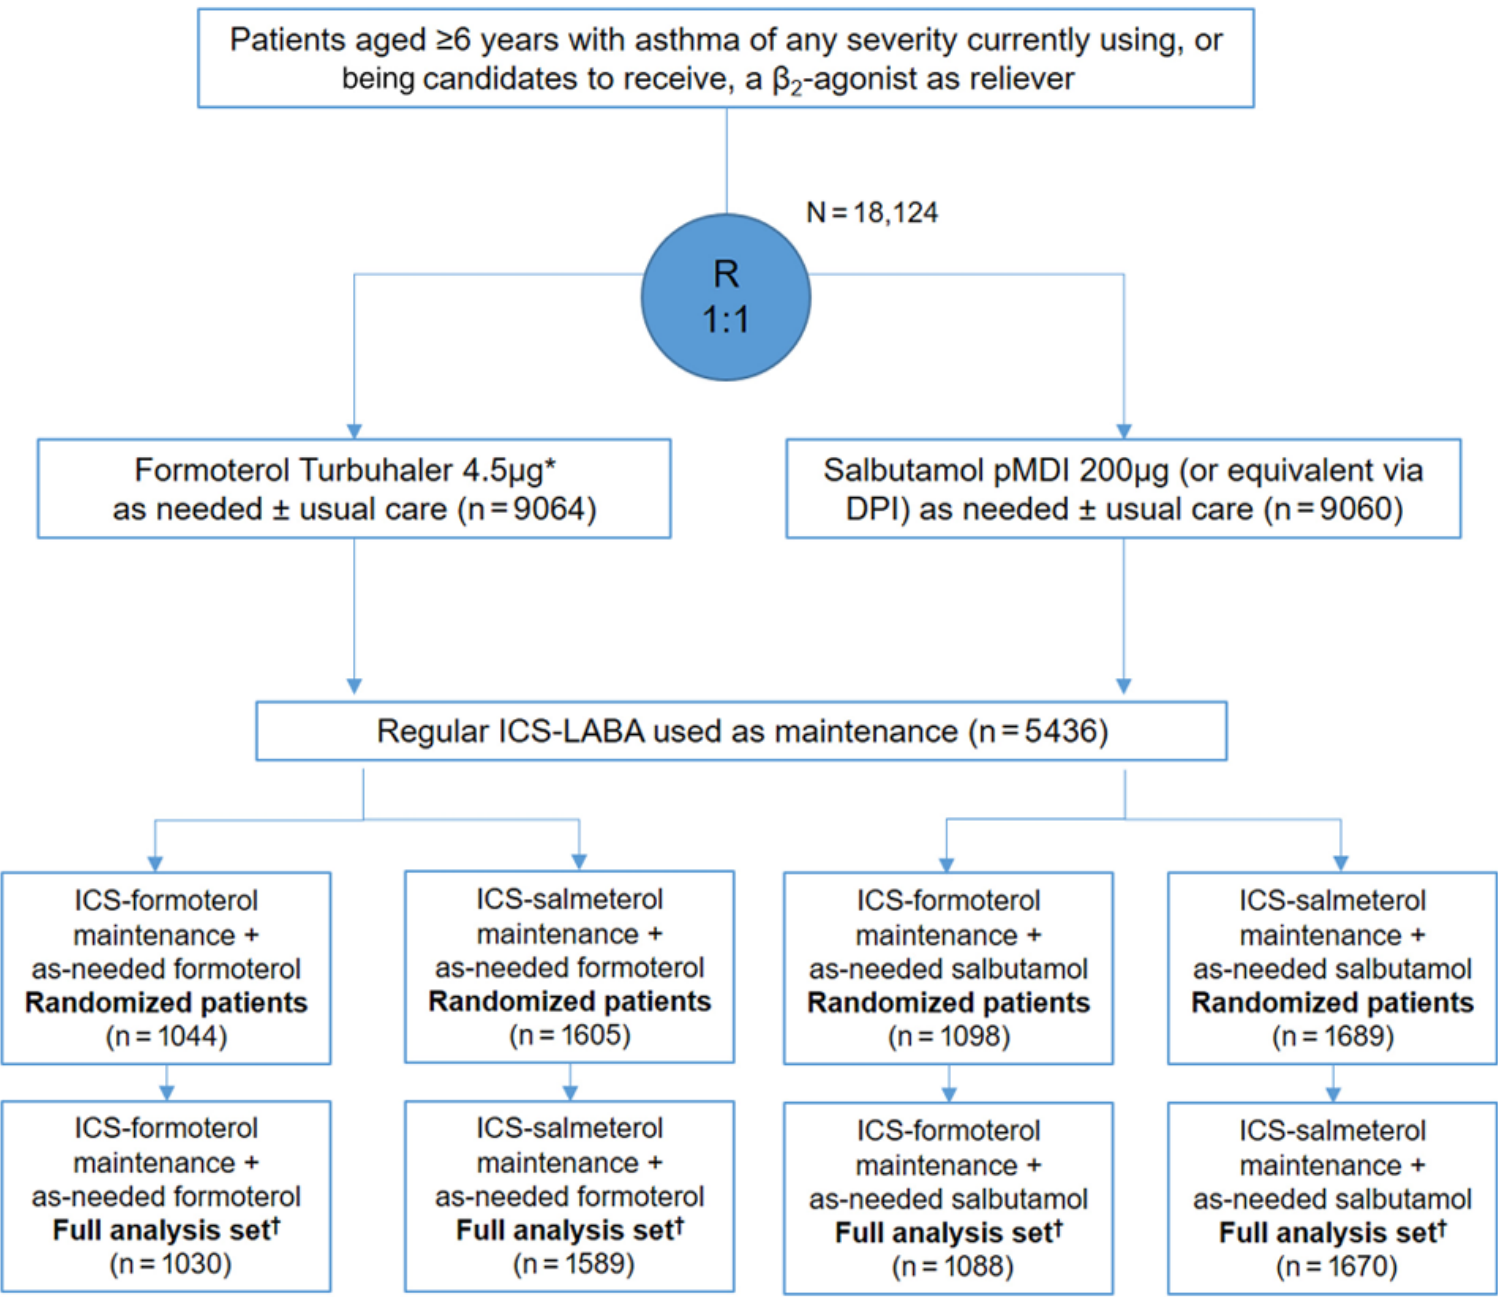 Patients aged ≥6 years with asthma of any severity currently using, or
being candidates to receive, a β₂-agonist as reliever
N = 18,124
R
1:1
Formoterol Turbuhaler 4.5µg*
as needed ± usual care (n = 9064)
Salbutamol pMDI 200µg (or equivalent via
DPI) as needed ± usual care (n = 9060)
Regular ICS-LABA used as maintenance (n = 5436)
ICS-formoterol
maintenance +
as-needed formoterol
Randomized patients
(n = 1044)
ICS-salmeterol
maintenance +
as-needed formoterol
Randomized patients
(n = 1605)
ICS-formoterol
maintenance +
as-needed salbutamol
Randomized patients
(n = 1098)
ICS-salmeterol
maintenance +
as-needed salbutamol
Randomized patients
(n = 1689)
ICS-formoterol
maintenance +
as-needed formoterol
Full analysis set†
(n = 1030)
ICS-salmeterol
maintenance +
as-needed formoterol
Full analysis set†
(n = 1589)
ICS-formoterol
maintenance +
as-needed salbutamol
Full analysis set†
(n = 1088)
ICS-salmeterol
maintenance +
as-needed salbutamol
Full analysis set†
(n = 1670)